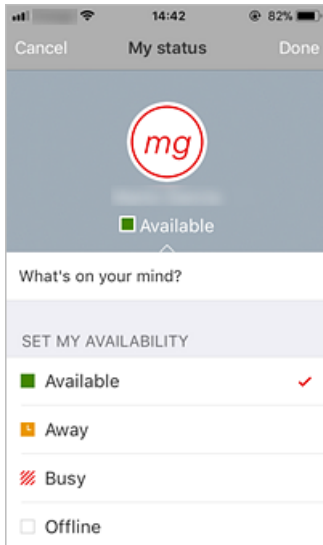 14:42 82%
Cancel My status Done
mg
Available
What's on your mind?
SET MY AVAILABILITY
Available
Away
Busy
Offline